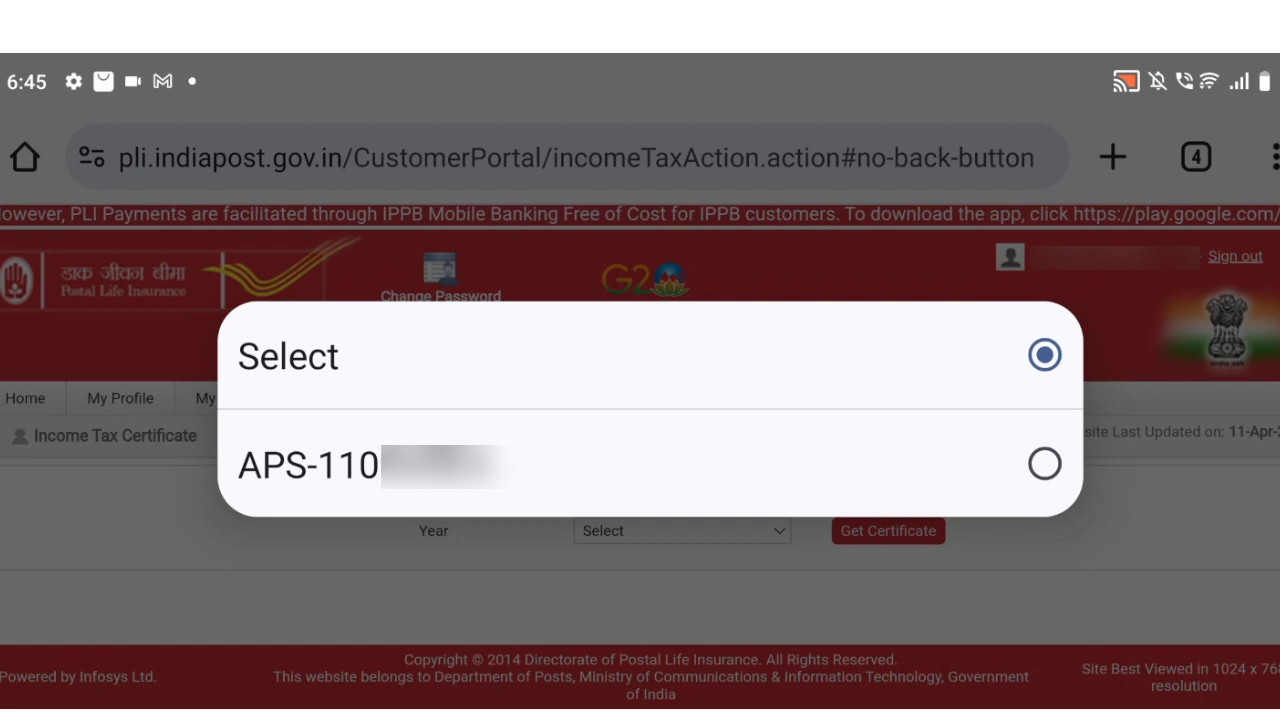 6:45
pli.indiapost.gov.in/CustomerPortal/incomeTaxAction.action#no-back-button
4
owever, PLI Payments are facilitated through IPPB Mobile Banking Free of Cost for IPPB customers. To download the app, click https://play.google.com/
डाक जीवन बीमा
Postal Life Insurance
Change Password
G20
Sign out
Select
Home My Profile My
Income Tax Certificate
site Last Updated on: 11-Apr-2
APS-110
Year Select Get Certificate
Copyright © 2014 Directorate of Postal Life Insurance. All Rights Reserved.
Powered by Infosys Ltd.
This website belongs to Department of Posts, Ministry of Communications & Information Technology, Government
of India
Site Best Viewed in 1024 x 768
resolution